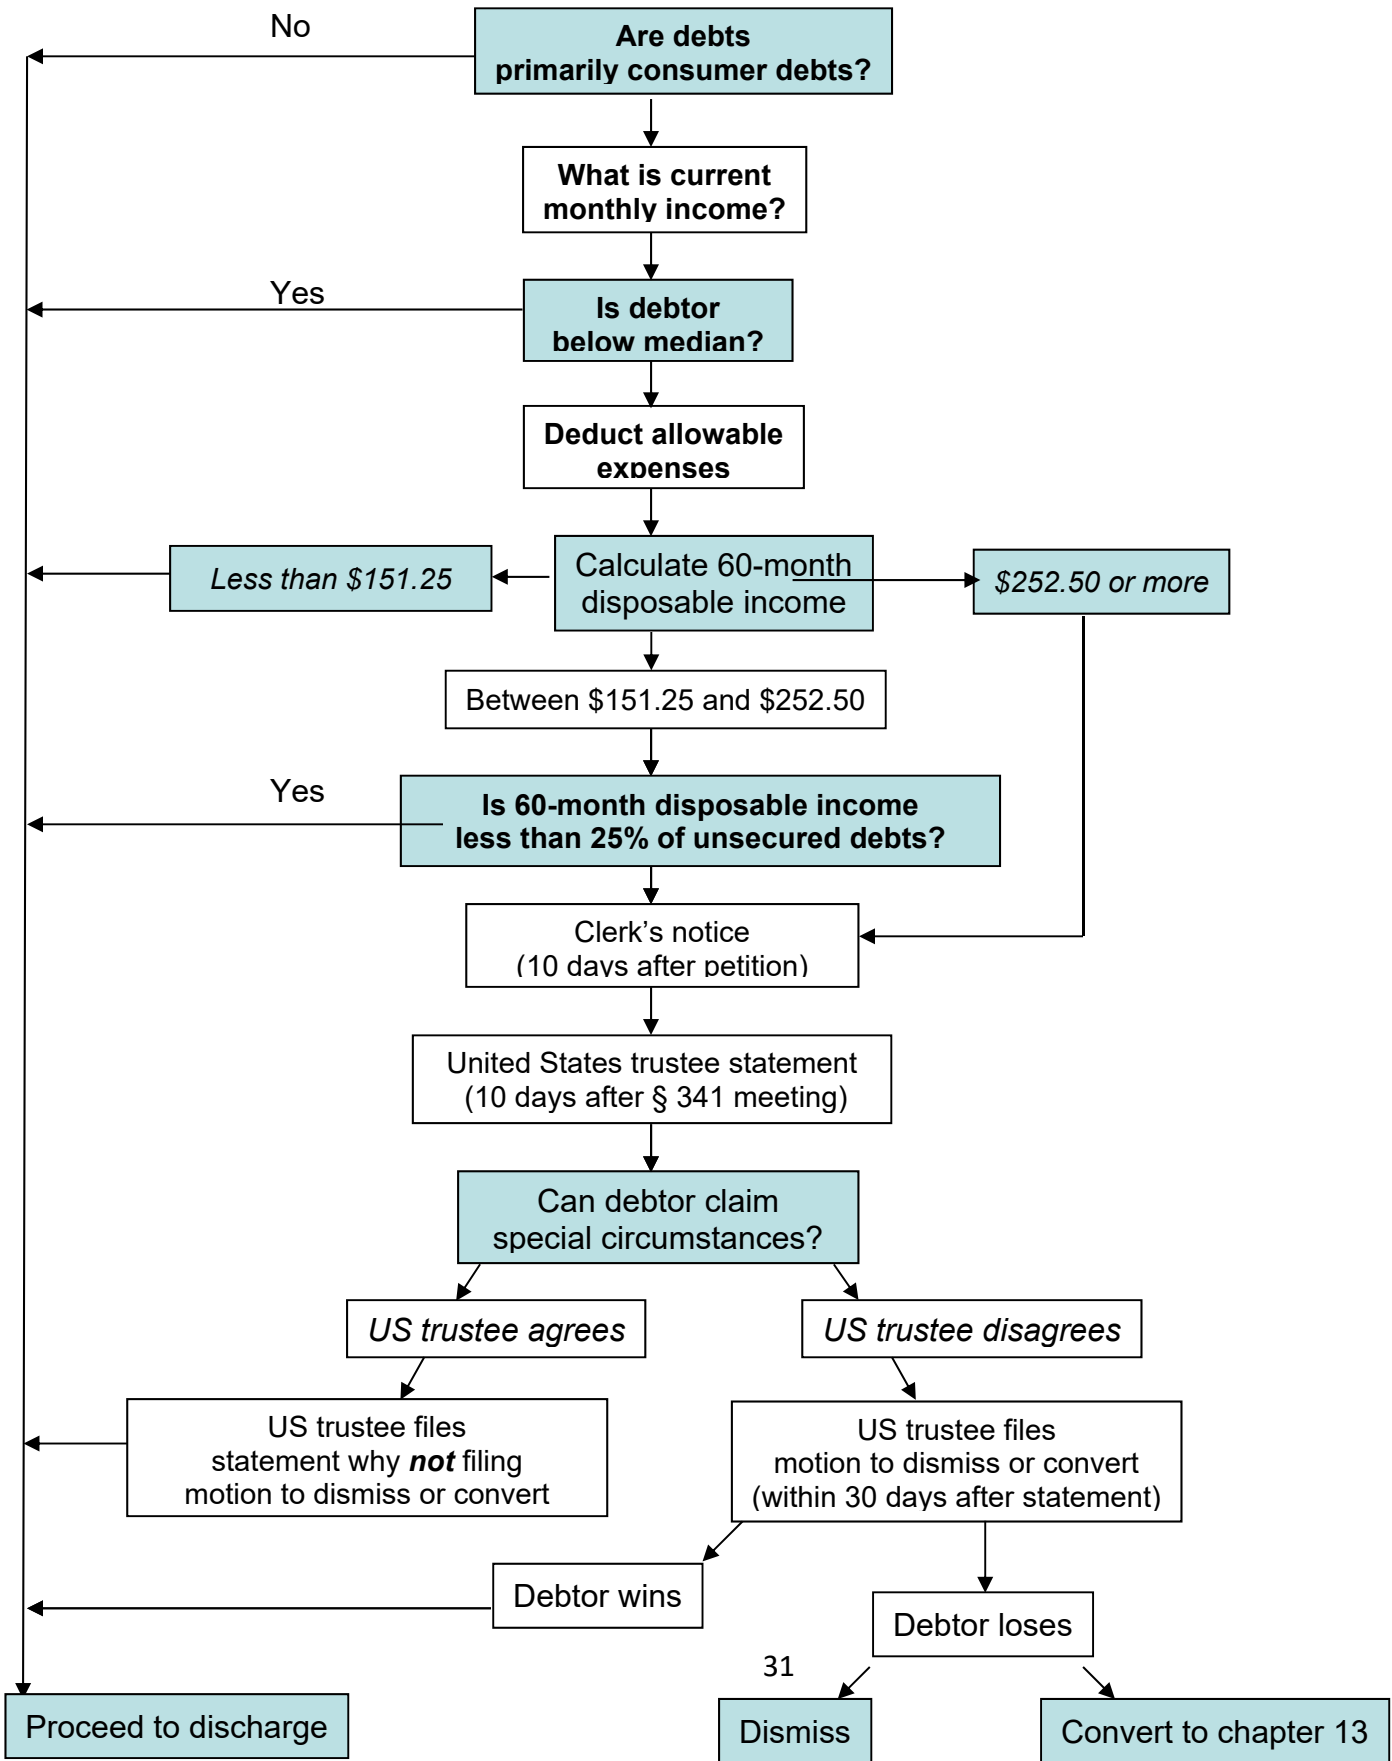 No
Are debts
primarily consumer debts?
What is current
monthly income?
Yes
Is debtor
below median?
Deduct allowable
expenses
Less than $151.25
Calculate 60-month
disposable income
$252.50 or more
Between $151.25 and $252.50
Yes
Is 60-month disposable income
less than 25% of unsecured debts?
Clerk’s notice
(10 days after petition)
United States trustee statement
(10 days after § 341 meeting)
Can debtor claim
special circumstances?
US trustee agrees
US trustee disagrees
US trustee files
statement why not filing
motion to dismiss or convert
US trustee files
motion to dismiss or convert
(within 30 days after statement)
Debtor wins
Debtor loses
31
Proceed to discharge
Dismiss
Convert to chapter 13